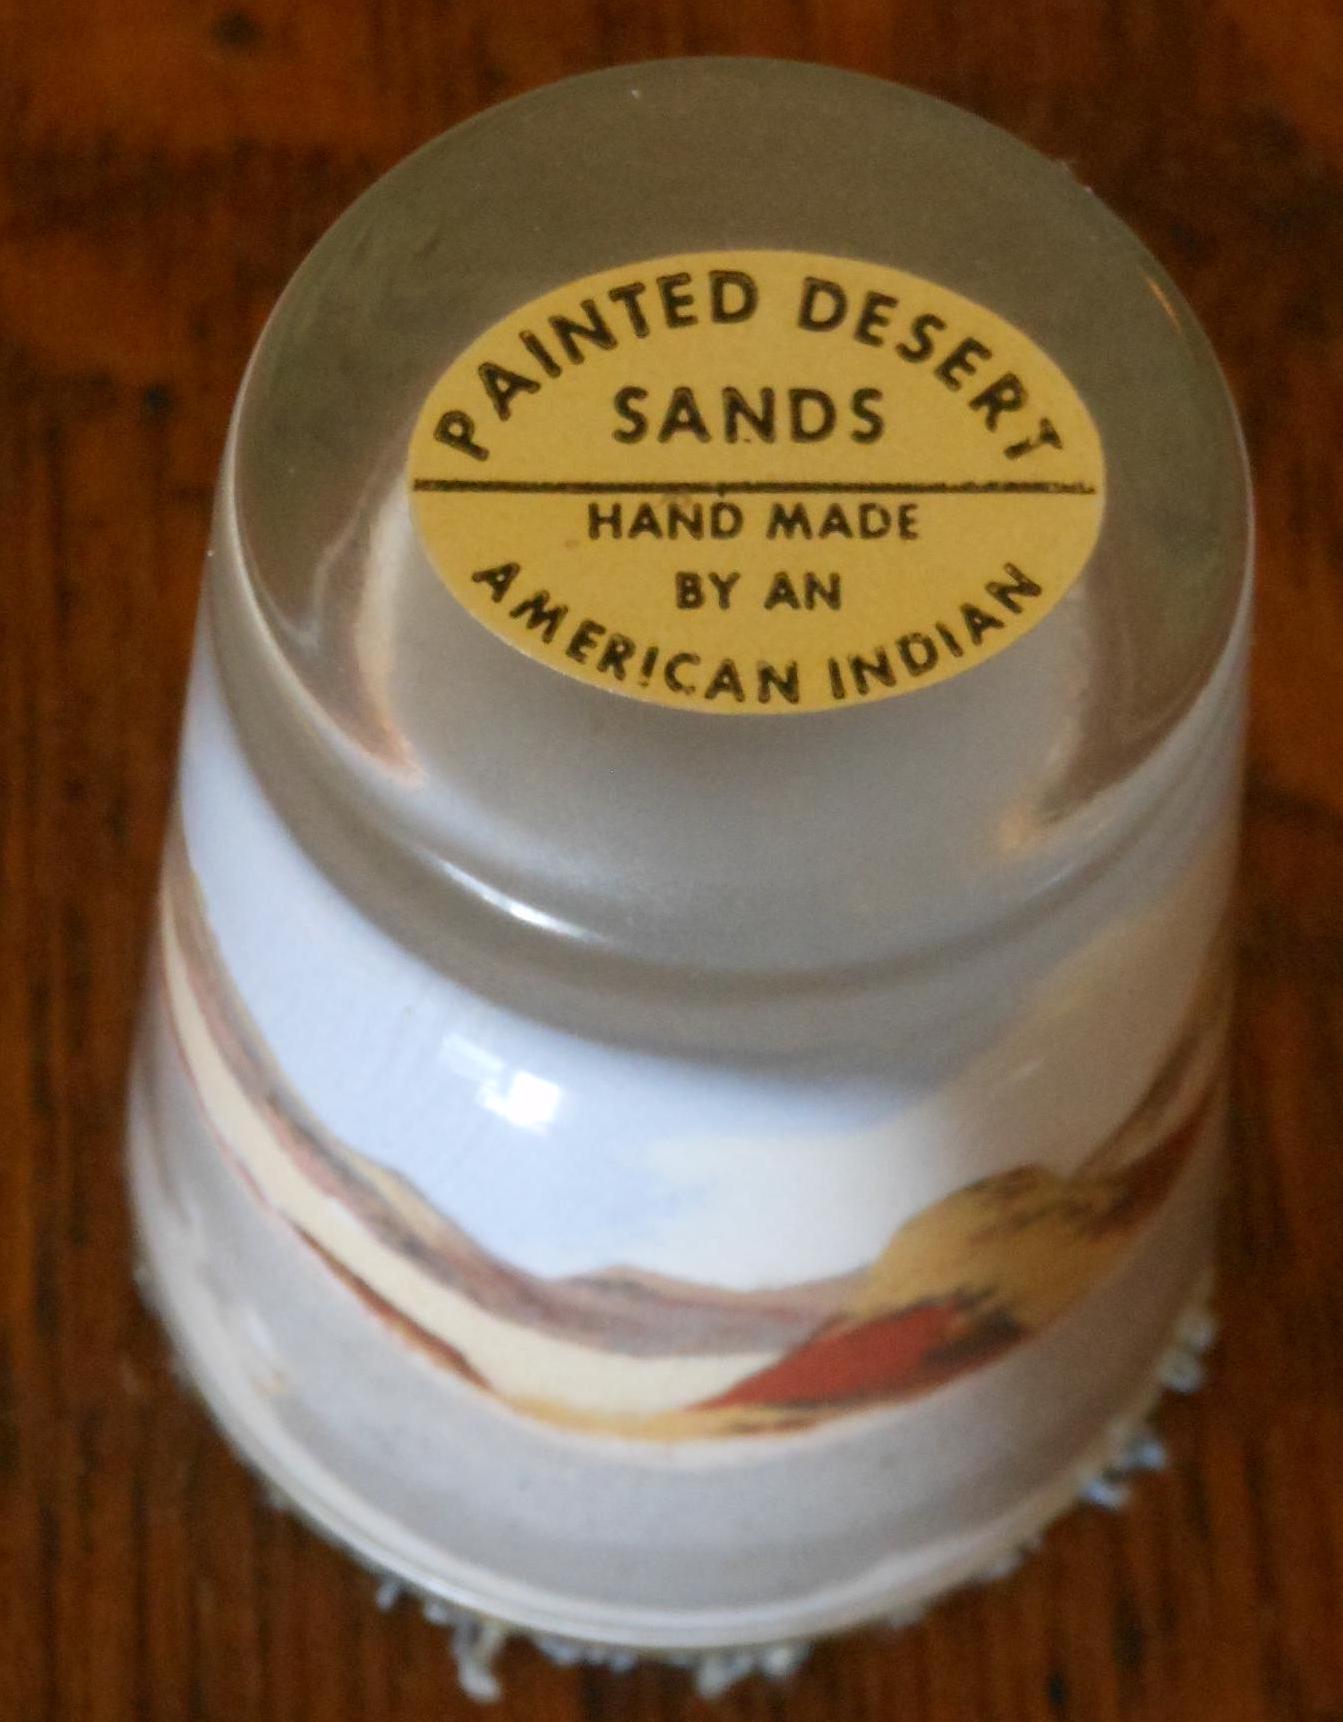 PAINTED DESERT
SANDS
HAND MADE
BY AN
AMERICAN INDIAN